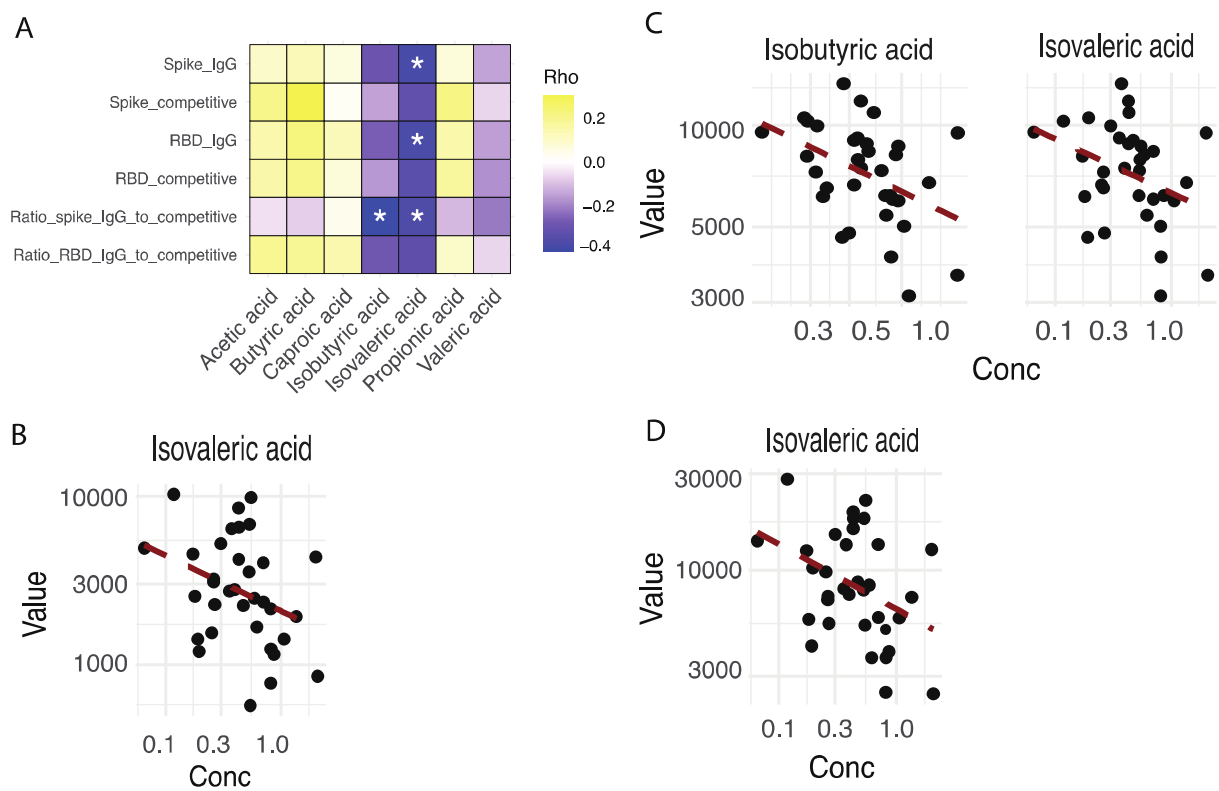 A
Spike_IgG
Spike_competitive
RBD_IgG
RBD_competitive
Ratio_spike_IgG_to_competitive
Ratio_RBD_IgG_to_competitive
*
*
* *
Acetic acid
Butyric acid
Caproic acid
Isobutyric acid
Isovaleric acid
Propionic acid
Valeric acid
Rho
0.2
0.0
−0.2
−0.4
B
Isovaleric acid
Value
10000
3000
1000
0.1 0.3 1.0
Conc
C
Isobutyric acid Isovaleric acid
Value
10000
5000
3000
0.3 0.5 1.0 0.1 0.3 1.0
Conc
D
Isovaleric acid
Value
30000
10000
3000
0.1 0.3 1.0
Conc